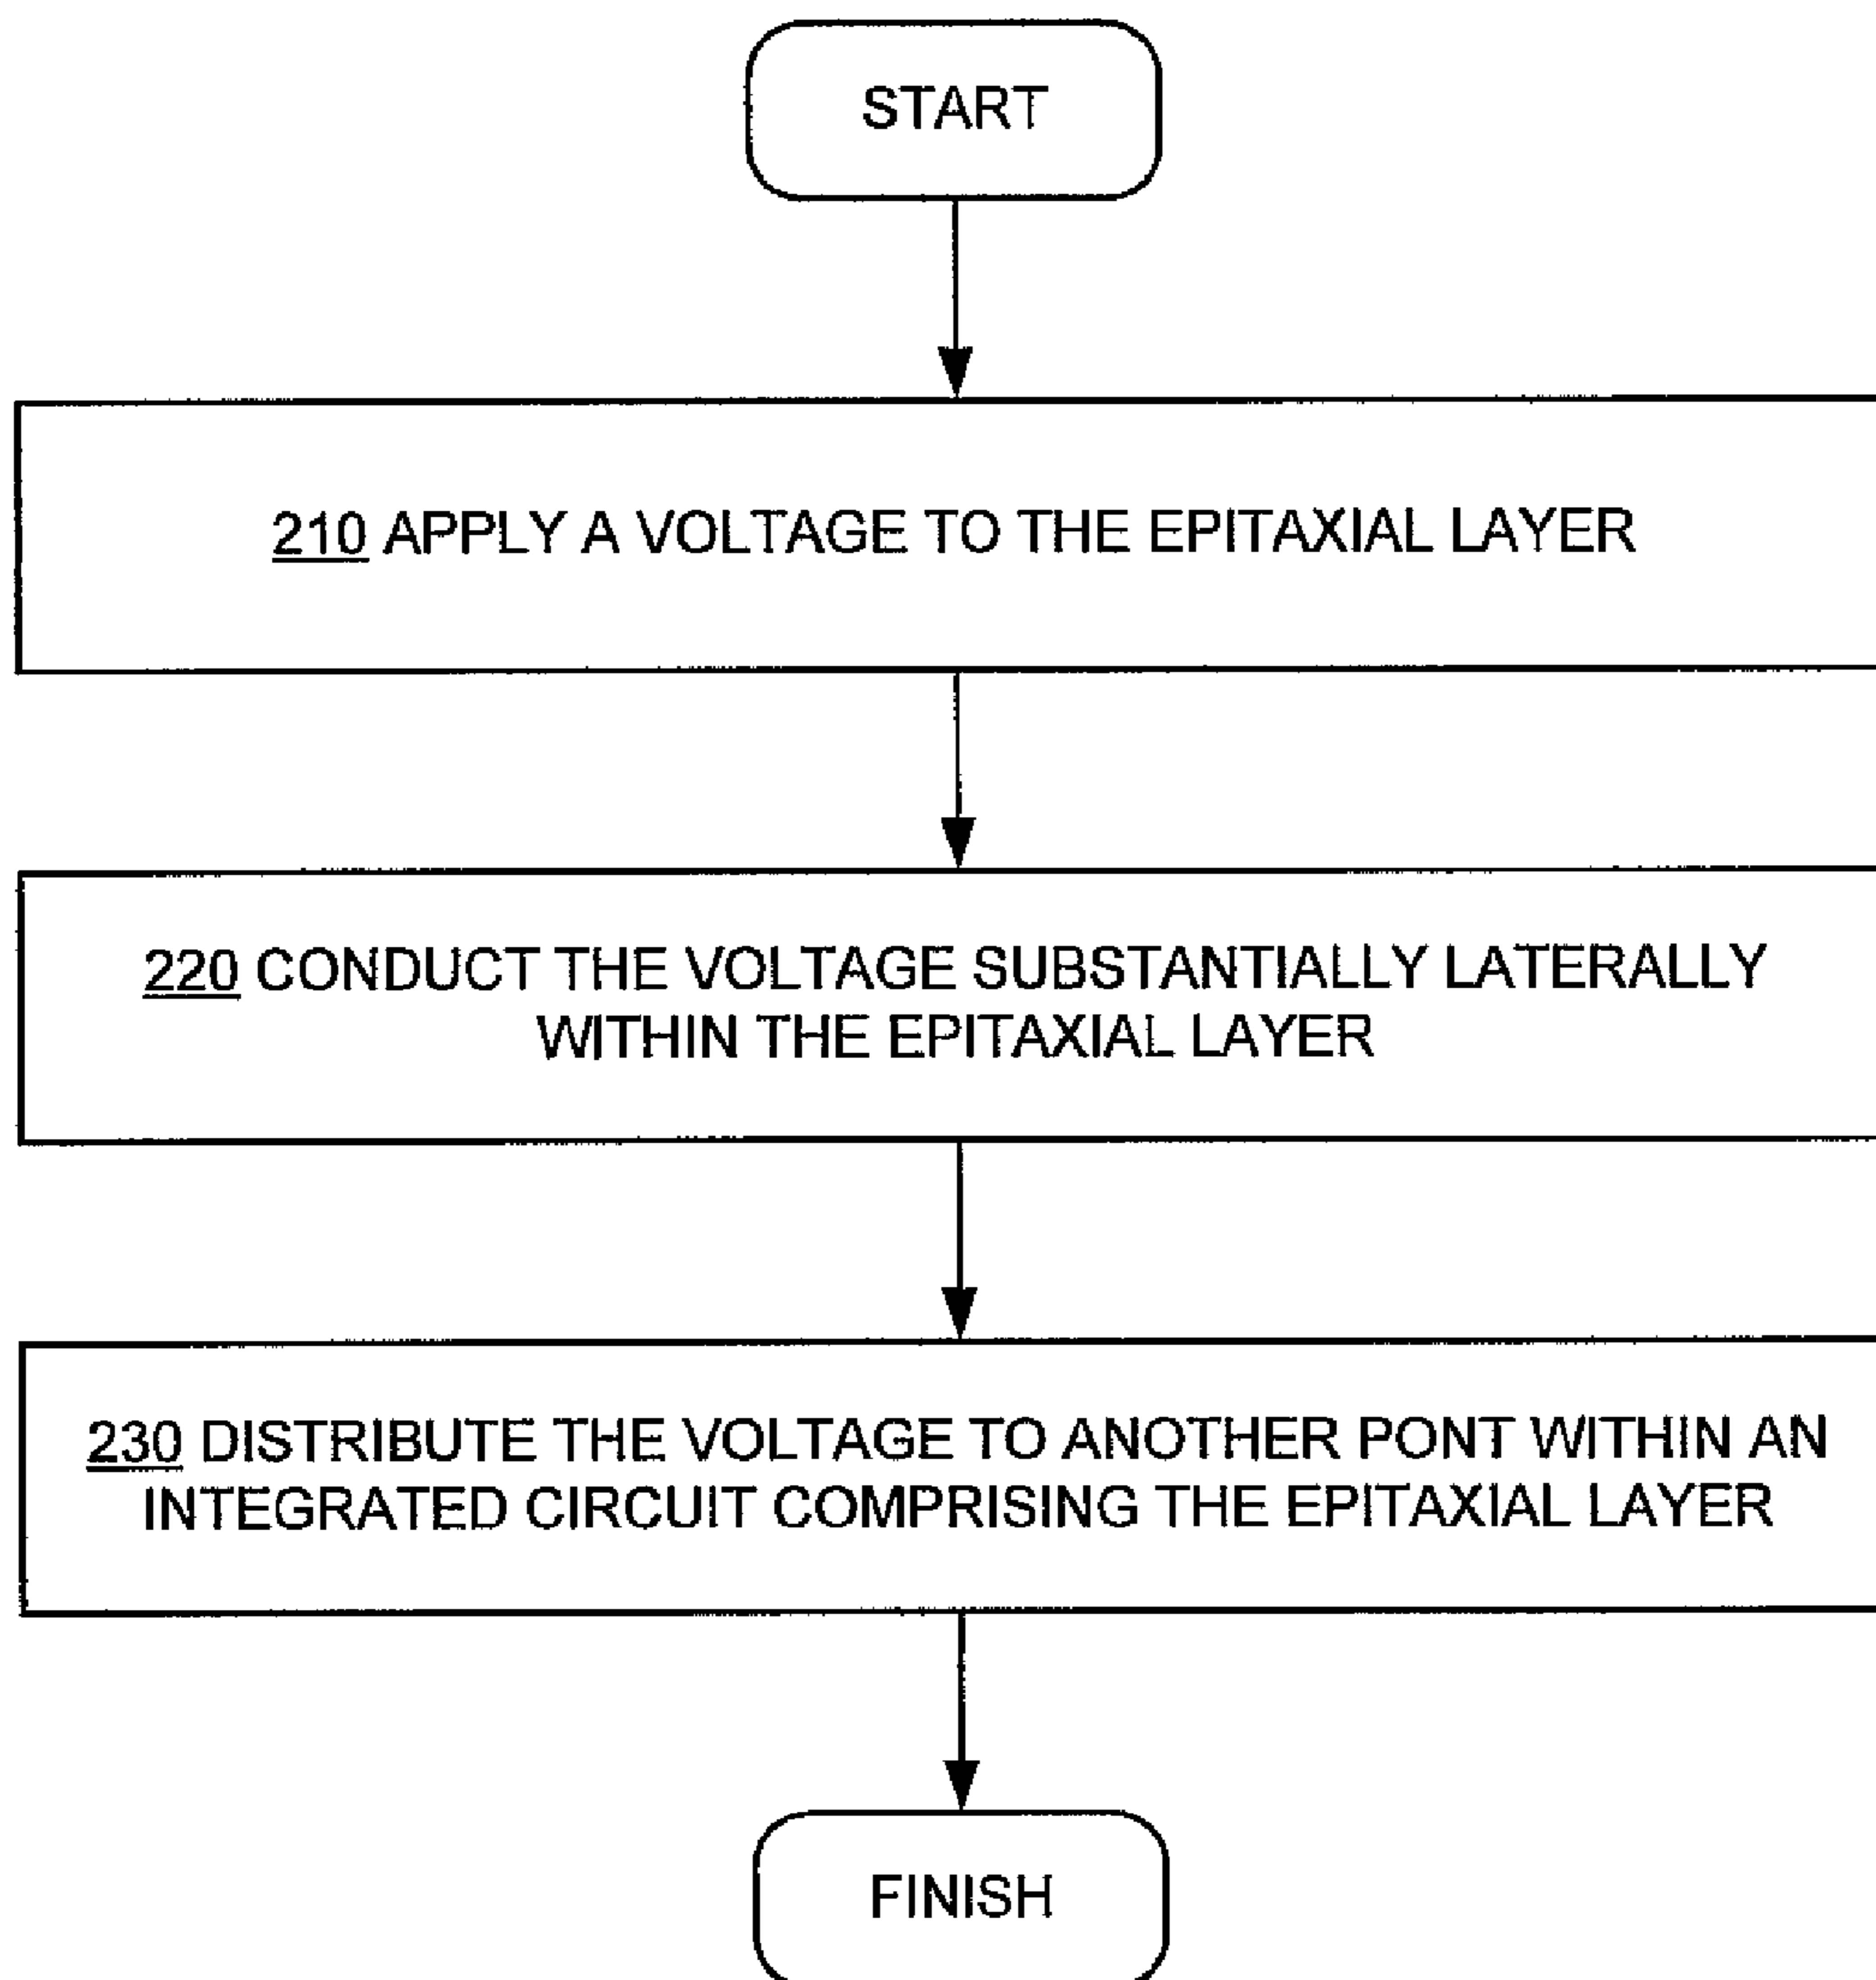 START
210 APPLY A VOLTAGE TO THE EPITAXIAL LAYER
220 CONDUCT THE VOLTAGE SUBSTANTIALLY LATERALLY
WITHIN THE EPITAXIAL LAYER
230 DISTRIBUTE THE VOLTAGE TO ANOTHER PONT WITHIN AN
INTEGRATED CIRCUIT COMPRISING THE EPITAXIAL LAYER
FINISH